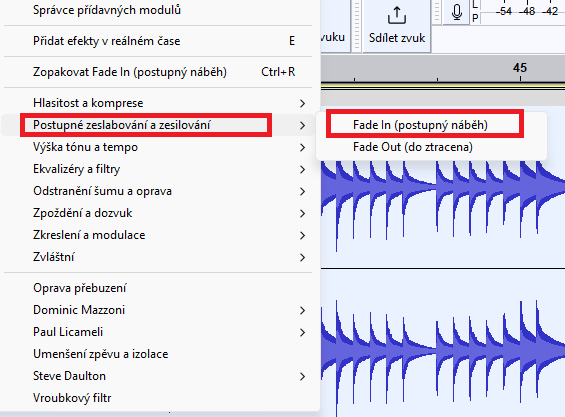 Správce přídavných modulů
Přidat efekty v reálném čase E
Zopakovat Fade In (postupný náběh) Ctrl+R
Hlasitost a komprese
Postupné zeslabování a zesilování
Výška tónu a tempo
Ekvalizéry a filtry
Odstranění šumu a oprava
Zpoždění a dozvuk
Zkreslení a modulace
Zvláštní
Oprava přebuzení
Dominic Mazzoni
Paul Licameli
Umenšení zpěvu a izolace
Steve Daulton
Vroubkový filtr
Fade In (postupný náběh)
Fade Out (do ztracena)
vuku
Sdílet zvuk
L
P
-54 -48 -42
45